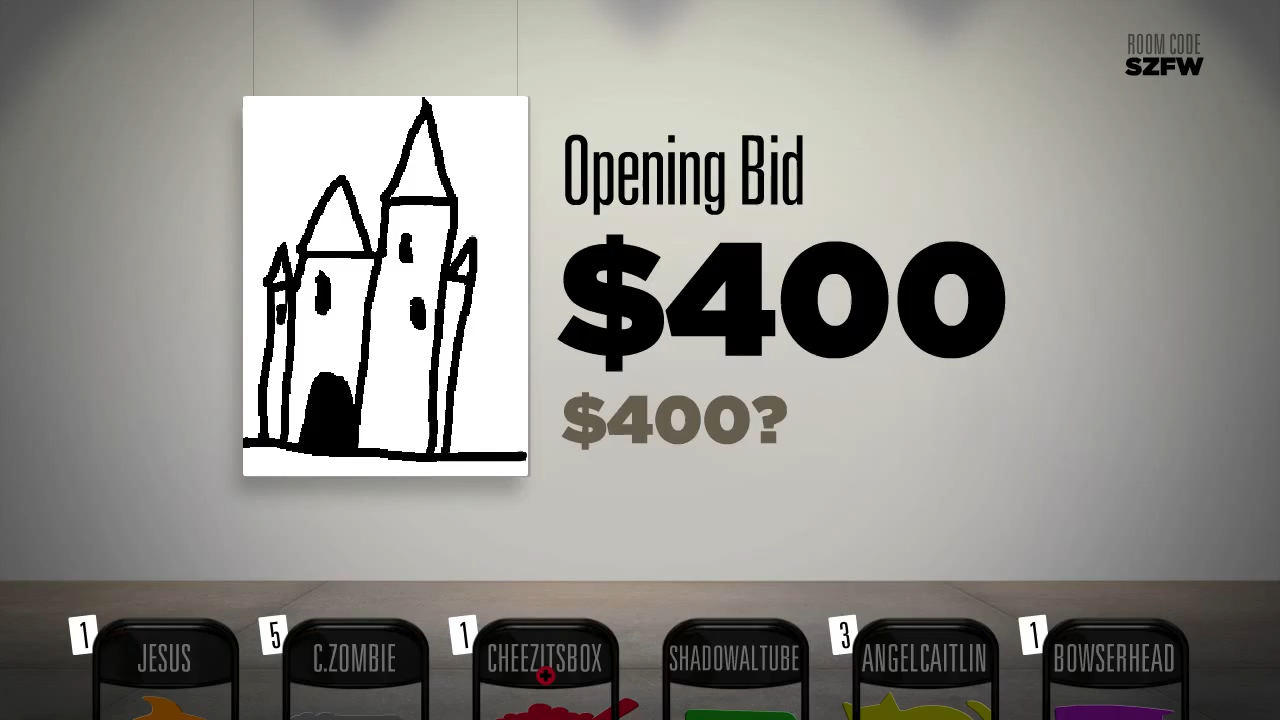 ROOM CODE
SZFW
Opening Bid
$400
$400?
1 5 1 3 1
JESUS C.ZOMBIE CHEEZITSBOX SHADOWALTUBE ANGELCAITLIN BOWSERHEAD